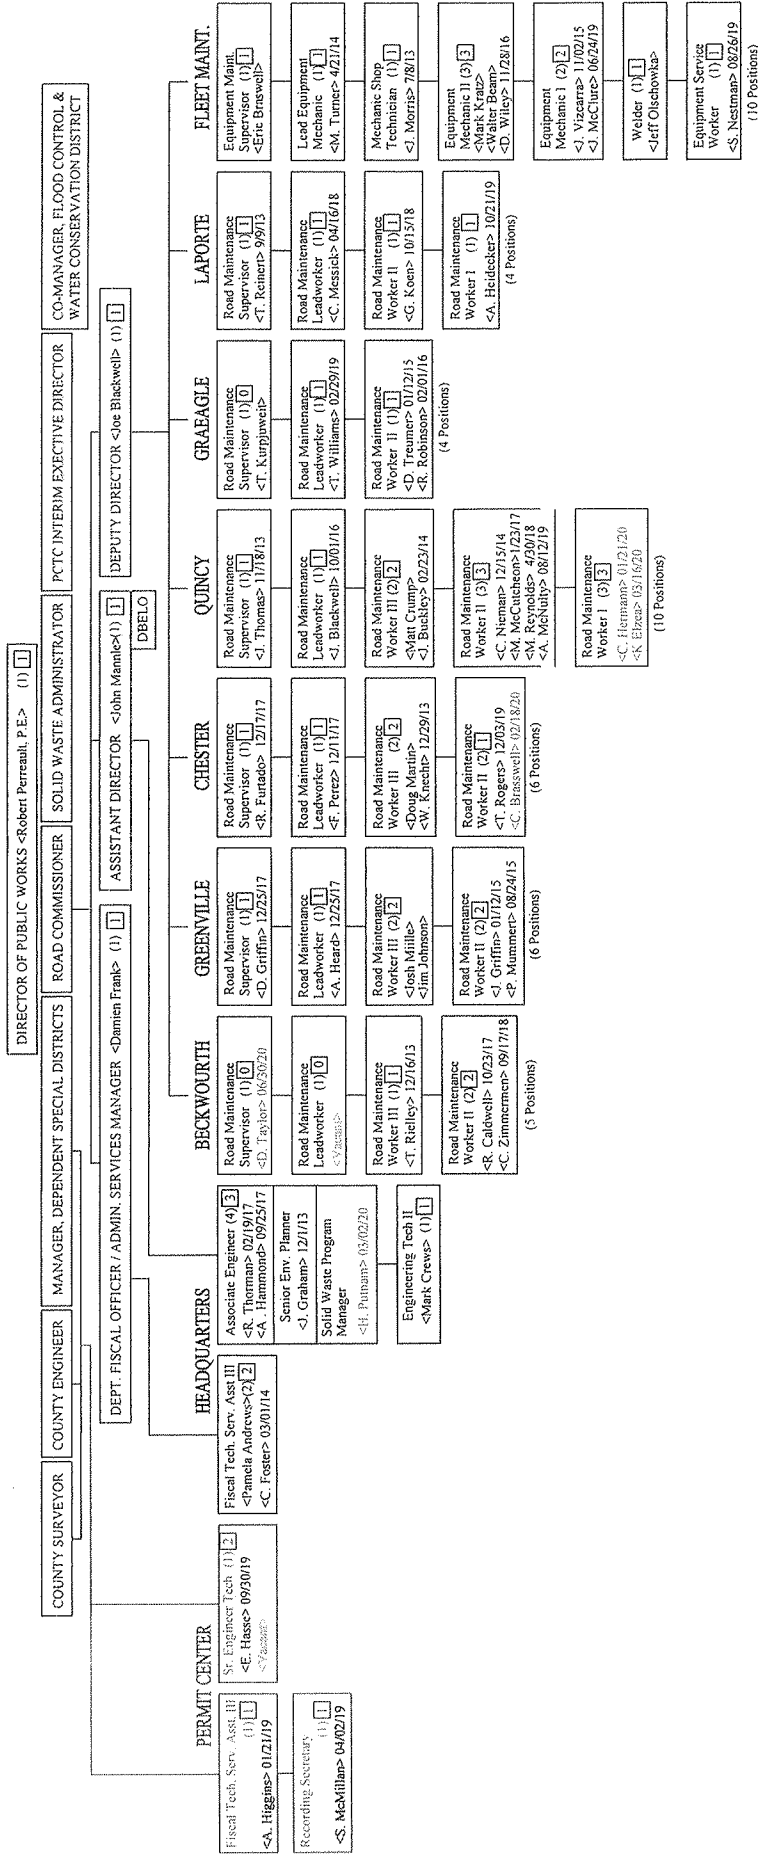 DIRECTOR OF PUBLIC WORKS <Robert Perreault, P.E.> (1) 1
COUNTY SURVEYOR
COUNTY ENGINEER
MANAGER, DEPENDENT SPECIAL DISTRICTS
ROAD COMMISSIONER
SOLID WASTE ADMINISTRATOR
PCTC INTERIM EXECTIVE DIRECTOR
CO-MANAGER, FLOOD CONTROL &
WATER CONSERVATION DISTRICT
DEPT. FISCAL OFFICER / ADMIN. SERVICES MANAGER <Damien Frank> (1) 1
ASSISTANT DIRECTOR <John Mannle>(1) 1
DBELO
DEPUTY DIRECTOR <Joe Blackwell> (1) 1
PERMIT CENTER
Fiscal Tech. Serv. Asst. III
(1) 1
<A. Higgins> 01/21/19
Recording Secretary
(1) 1
<S. McMillan> 04/02/19
Sr. Engineer Tech (1) 2
<E. Hasse> 09/30/19
<Vacant>
HEADQUARTERS
Fiscal Tech. Serv. Asst III
<Pamela Andrews>(2) 2
<C. Foster> 03/01/14
Associate Engineer (4) 3
<R. Thorman> 02/19/17
<A. Hammond> 09/25/17
Senior Env. Planner
<J. Graham> 12/1/13
Solid Waste Program
Manager
<H. Putnam> 03/02/20
Engineering Tech II
<Mark Crews> (1) 1
BECKWOURTH
Road Maintenance
Supervisor (1) 0
<D. Taylor> 06/30/20
Road Maintenance
Leadworker (1) 0
<Vacant>
Road Maintenance
Worker III (1) 1
<T. Rielley> 12/16/13
Road Maintenance
Worker II (2) 2
<R. Caldwell> 10/23/17
<C. Zimmermen> 09/17/18
(5 Positions)
GREENVILLE
Road Maintenance
Supervisor (1) 1
<D. Griffin> 12/25/17
Road Maintenance
Leadworker (1) 1
<A. Heard> 12/25/17
Road Maintenance
Worker III (2) 2
<Josh Miille>
<Jim Johnson>
Road Maintenance
Worker II (2) 2
<J. Griffin> 01/12/15
<P. Mummert> 08/24/15
(6 Positions)
CHESTER
Road Maintenance
Supervisor (1) 1
<R. Furtado> 12/17/17
Road Maintenance
Leadworker (1) 1
<F. Perez> 12/11/17
Road Maintenance
Worker III (2) 2
<Doug Martin>
<W. Knecht> 12/29/13
Road Maintenance
Worker II (2) 1
<T. Rogers> 12/03/19
<C. Brasswell> 02/18/20
(6 Positions)
QUINCY
Road Maintenance
Supervisor (1) 1
<J. Thomas> 11/18/13
Road Maintenance
Leadworker (1) 1
<J. Blackwell> 10/01/16
Road Maintenance
Worker III (2) 2
<Matt Crump>
<J. Buckley> 02/23/14
Road Maintenance
Worker II (3) 3
<C. Nieman> 12/15/14
<M. McCutcheon>1/23/17
<M. Reynolds> 4/30/18
<A. McNulty> 08/12/19
Road Maintenance
Worker I (3) 3
<C. Hermann> 01/21/20
<K Elzea> 03/16/20
(10 Positions)
GRAEAGLE
Road Maintenance
Supervisor (1) 0
<T. Kurpjuweit>
Road Maintenance
Leadworker (1) 1
<T. Williams> 02/29/19
Road Maintenance
Worker II (1) 1
<D. Treumer> 01/12/15
<R. Robinson> 02/01/16
(4 Positions)
LAPORTE
Road Maintenance
Supervisor (1) 1
<T. Reinert> 9/9/13
Road Maintenance
Leadworker (1) 1
<C. Messick> 04/16/18
Road Maintenance
Worker II (1) 1
<G. Koen> 10/15/18
Road Maintenance
Worker I (1) 1
<A. Heidecker> 10/21/19
(4 Positions)
FLEET MAINT.
Equipment Maint.
Supervisor (1) 1
<Eric Braswell>
Lead Equipment
Mechanic (1) 1
<M. Turner> 4/21/14
Mechanic Shop
Technician (1) 1
<J. Morris> 7/8/13
Equipment
Mechanic II (3) 3
<Mark Kratz>
<Walter Beam>
<D. Wiley> 11/28/16
Equipment
Mechanic I (2) 2
<J. Vizcarra> 11/02/15
<J. McClure> 06/24/19
Welder (1) 1
<Jeff Olschowka>
Equipment Service
Worker (1) 1
<S. Nestman> 08/26/19
(10 Positions)